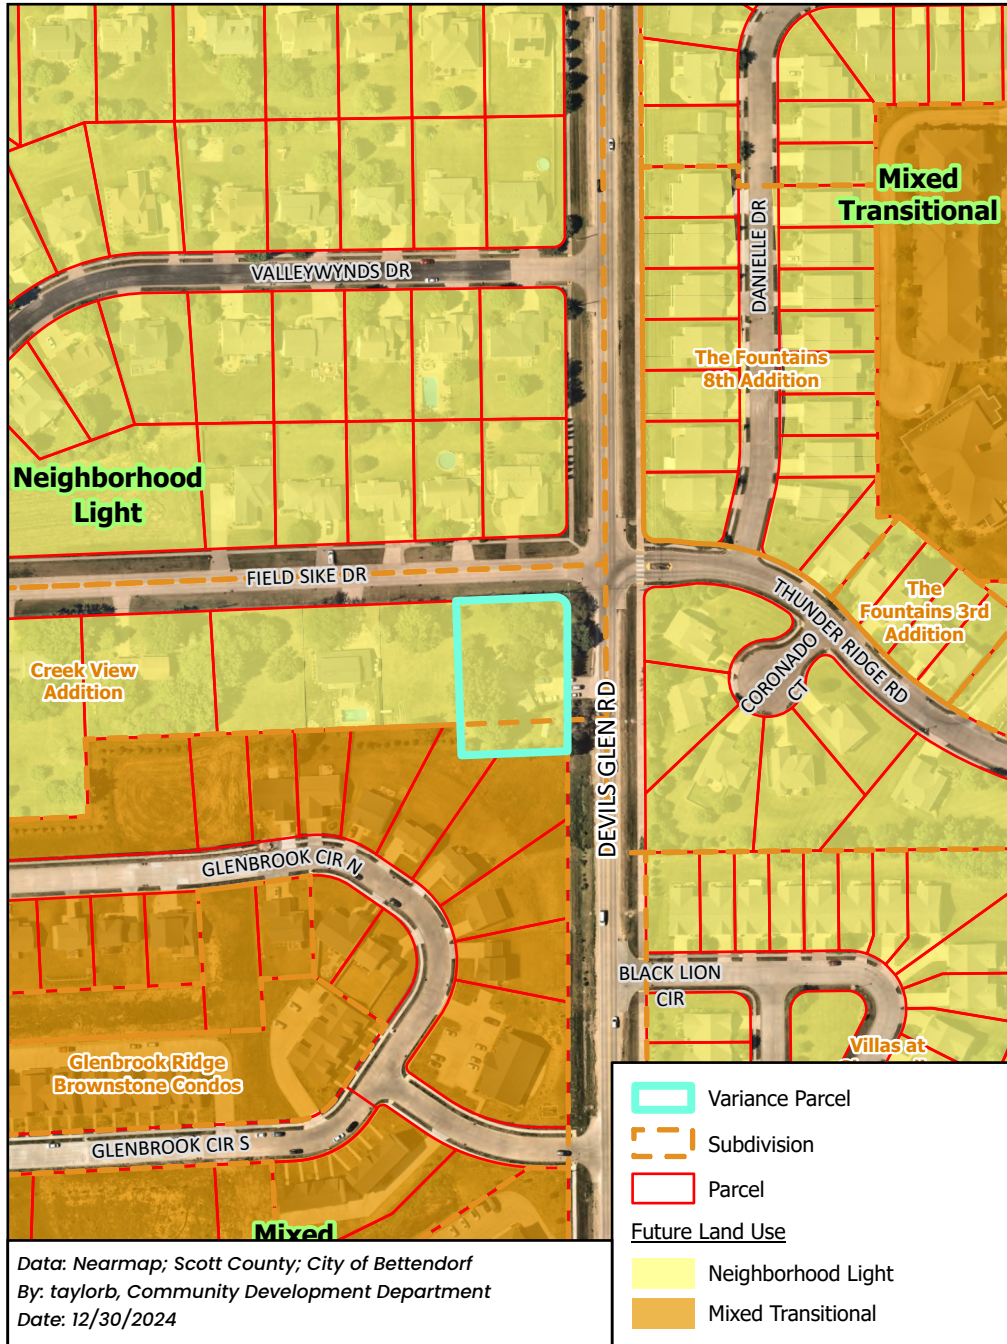 Mixed
Transitional
VALLEYWYNDS DR
DANIELLE DR
The Fountains
8th Addition
Neighborhood
Light
FIELD SIKE DR
THUNDER RIDGE RD
The
Fountains 3rd
Addition
Creek View
Addition
CORONADO
CT
DEVILS GLEN RD
GLENBROOK CIR N
BLACK LION
CIR
Villas at
Glenbrook Ridge
Brownstone Condos
GLENBROOK CIR S
Mixed
Variance Parcel
Subdivision
Parcel
Future Land Use
Neighborhood Light
Mixed Transitional
Data: Nearmap; Scott County; City of Bettendorf
By: taylorb, Community Development Department
Date: 12/30/2024